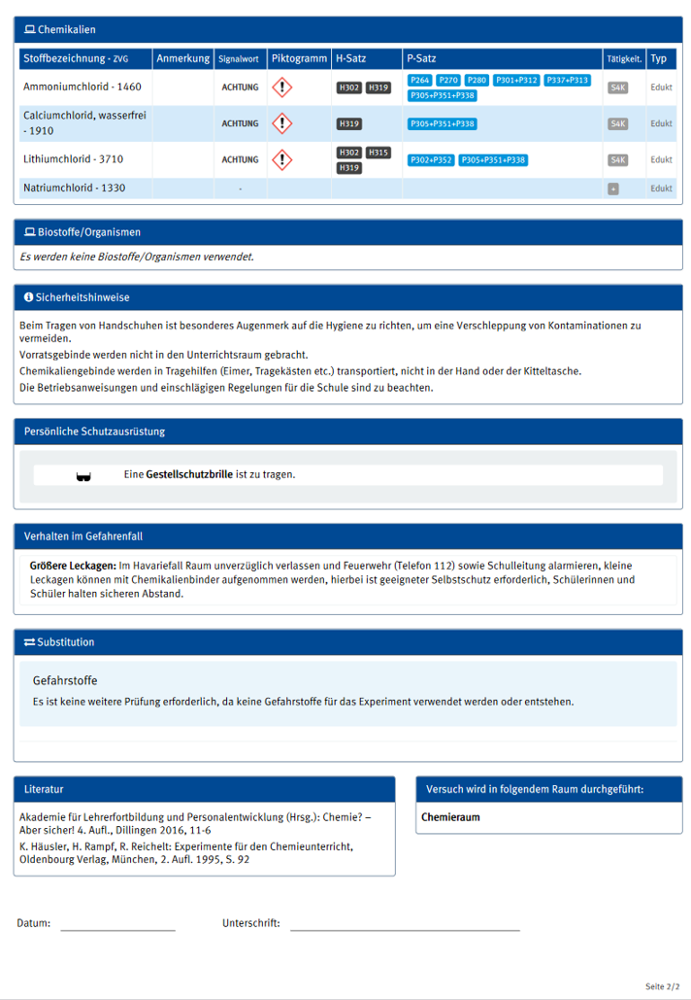 Chemikalien
Stoffbezeichnung - ZVG Anmerkung Signalwort Piktogramm H-Satz P-Satz Tätigkeit. Typ
Ammoniumchlorid - 1460 ACHTUNG H302 H319 P264 P270 P280 P301+P312 P337+P313 S4K Edukt
P305+P351+P338
Calciumchlorid, wasserfrei
- 1910 ACHTUNG H319 P305+P351+P338 S4K Edukt
Lithiumchlorid - 3710 ACHTUNG H302 H315 P302+P352 P305+P351+P338 S4K Edukt
H319
Natriumchlorid - 1330 - + Edukt
Biostoffe/Organismen
Es werden keine Biostoffe/Organismen verwendet.
Sicherheitshinweise
Beim Tragen von Handschuhen ist besonderes Augenmerk auf die Hygiene zu richten, um eine Verschleppung von Kontaminationen zu
vermeiden.
Vorratsgebinde werden nicht in den Unterrichtsraum gebracht.
Chemikaliengebinde werden in Tragehilfen (Eimer, Tragekästen etc.) transportiert, nicht in der Hand oder der Kitteltasche.
Die Betriebsanweisungen und einschlägigen Regelungen für die Schule sind zu beachten.
Persönliche Schutzausrüstung
Eine Gestellschutzbrille ist zu tragen.
Verhalten im Gefahrenfall
Größere Leckagen: Im Havariefall Raum unverzüglich verlassen und Feuerwehr (Telefon 112) sowie Schulleitung alarmieren, kleine
Leckagen können mit Chemikalienbinder aufgenommen werden, hierbei ist geeigneter Selbstschutz erforderlich, Schülerinnen und
Schüler halten sicheren Abstand.
Substitution
Gefahrstoffe
Es ist keine weitere Prüfung erforderlich, da keine Gefahrstoffe für das Experiment verwendet werden oder entstehen.
Literatur
Akademie für Lehrerfortbildung und Personalentwicklung (Hrsg.): Chemie? –
Aber sicher! 4. Aufl., Dillingen 2016, 11-6
K. Häusler, H. Rampf, R. Reichelt: Experimente für den Chemieunterricht,
Oldenbourg Verlag, München, 2. Aufl. 1995, S. 92
Versuch wird in folgendem Raum durchgeführt:
Chemieraum
Datum: Unterschrift:
Seite 2/2